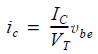 i_c = \frac{I_C}{V_T} v_{be}